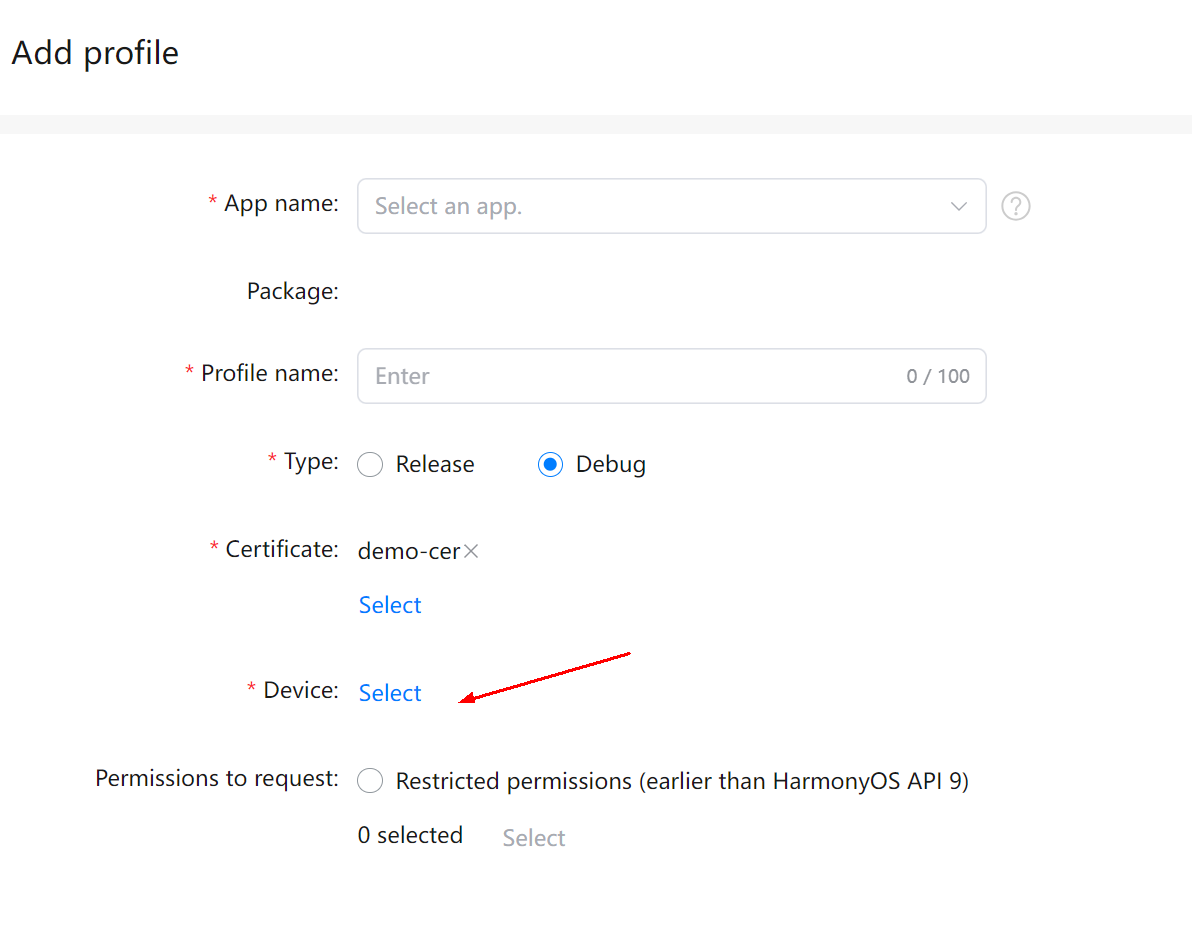 Add profile
* App name: Select an app. ?
Package:
* Profile name: Enter 0 / 100
* Type: Release Debug
* Certificate: demo-cer×
Select
* Device: Select
Permissions to request: Restricted permissions (earlier than HarmonyOS API 9)
0 selected Select